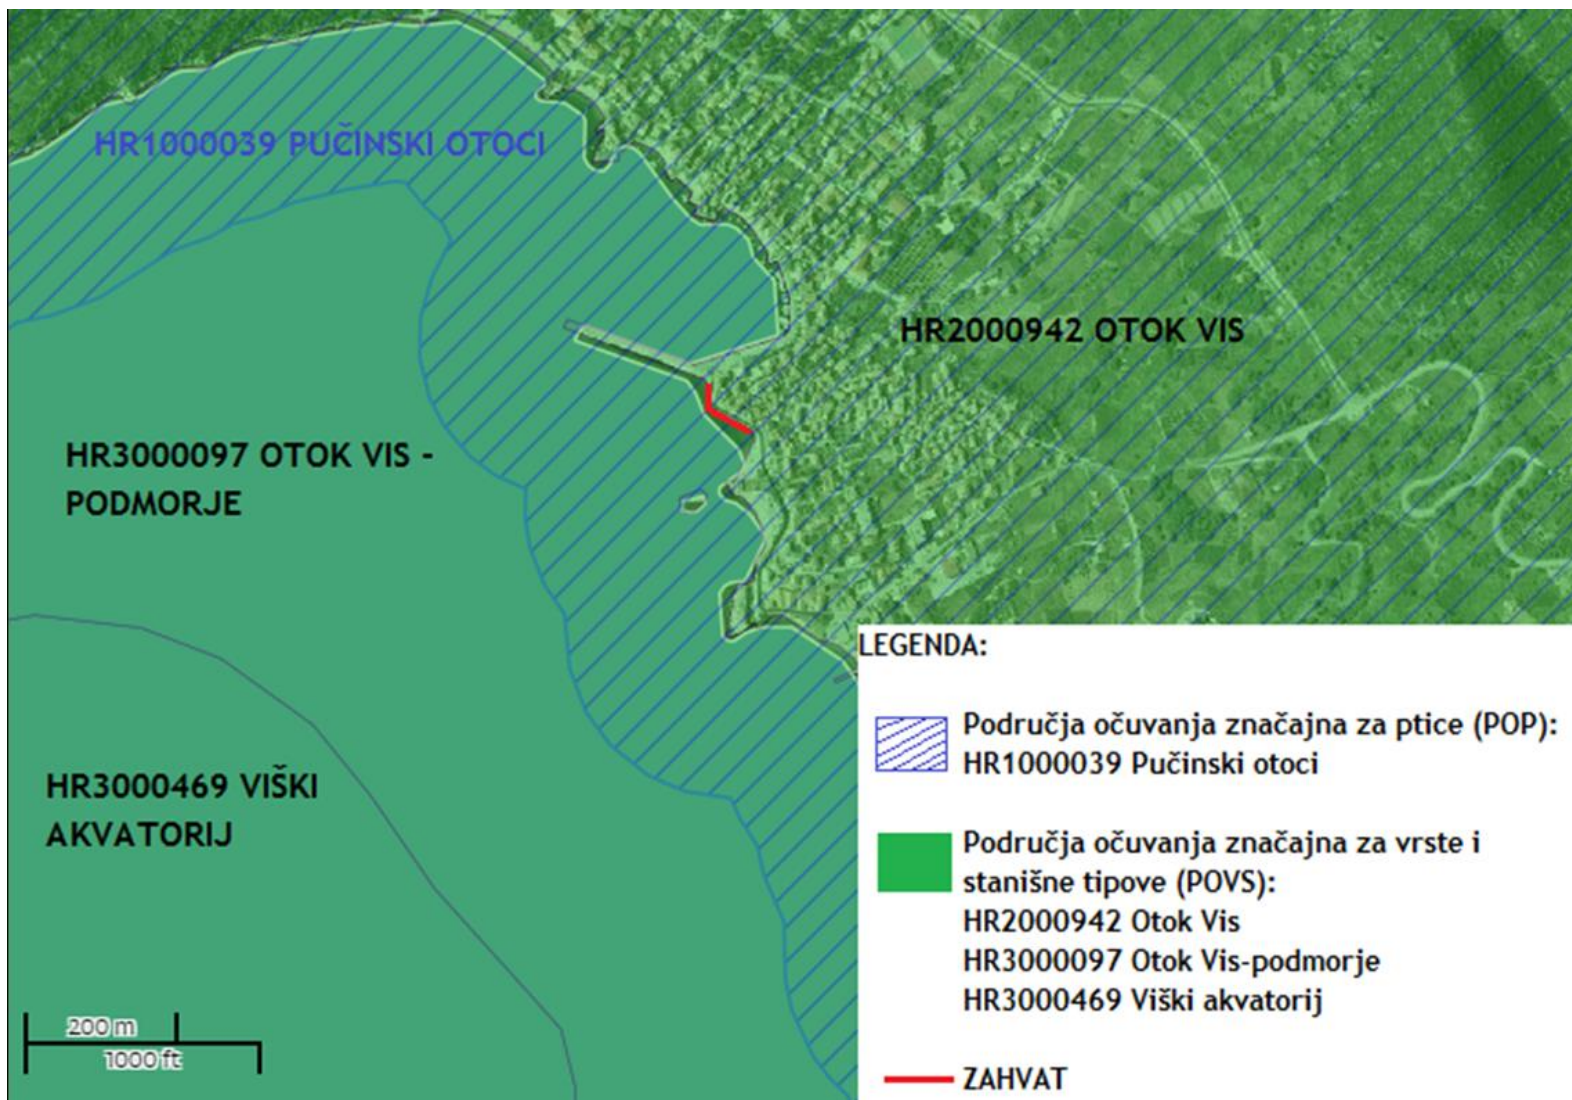 HR1000039 PUČINSKI OTOCI
HR2000942 OTOK VIS
HR3000097 OTOK VIS -
PODMORJE
HR3000469 VIŠKI
AKVATORIJ
200 m
1000 ft
LEGENDA:
Područja očuvanja značajna za ptice (POP):
HR1000039 Pučinski otoci
Područja očuvanja značajna za vrste i
stanišne tipove (POVS):
HR2000942 Otok Vis
HR3000097 Otok Vis-podmorje
HR3000469 Viški akvatorij
ZAHVAT